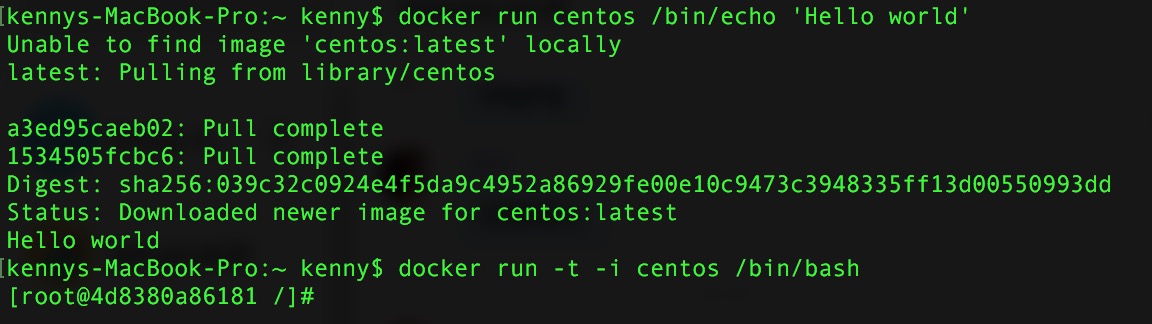 [kennys-MacBook-Pro:~ kenny$ docker run centos /bin/echo 'Hello world'
Unable to find image 'centos:latest' locally
latest: Pulling from library/centos
a3ed95caeb02: Pull complete
1534505fcbc6: Pull complete
Digest: sha256:039c32c0924e4f5da9c4952a86929fe00e10c9473c3948335ff13d00550993dd
Status: Downloaded newer image for centos:latest
Hello world
[kennys-MacBook-Pro:~ kenny$ docker run -t -i centos /bin/bash
[root@4d8380a86181 /]#